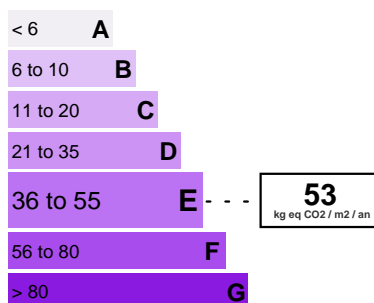 < 6 A
6 to 10 B
11 to 20 C
21 to 35 D
36 to 55 E - - - 53
kg eq CO2 / m2 / an
56 to 80 F
> 80 G